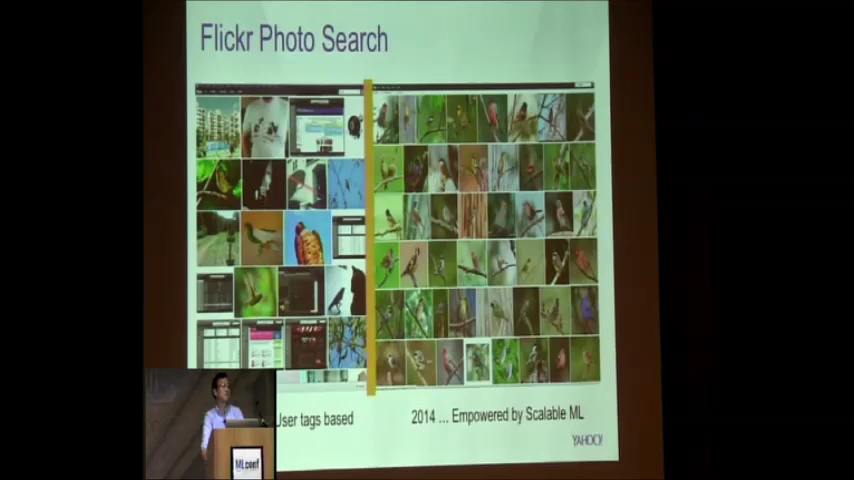 Flickr Photo Search
User tags based
2014 ... Empowered by Scalable ML
YAHOO!
MLconf